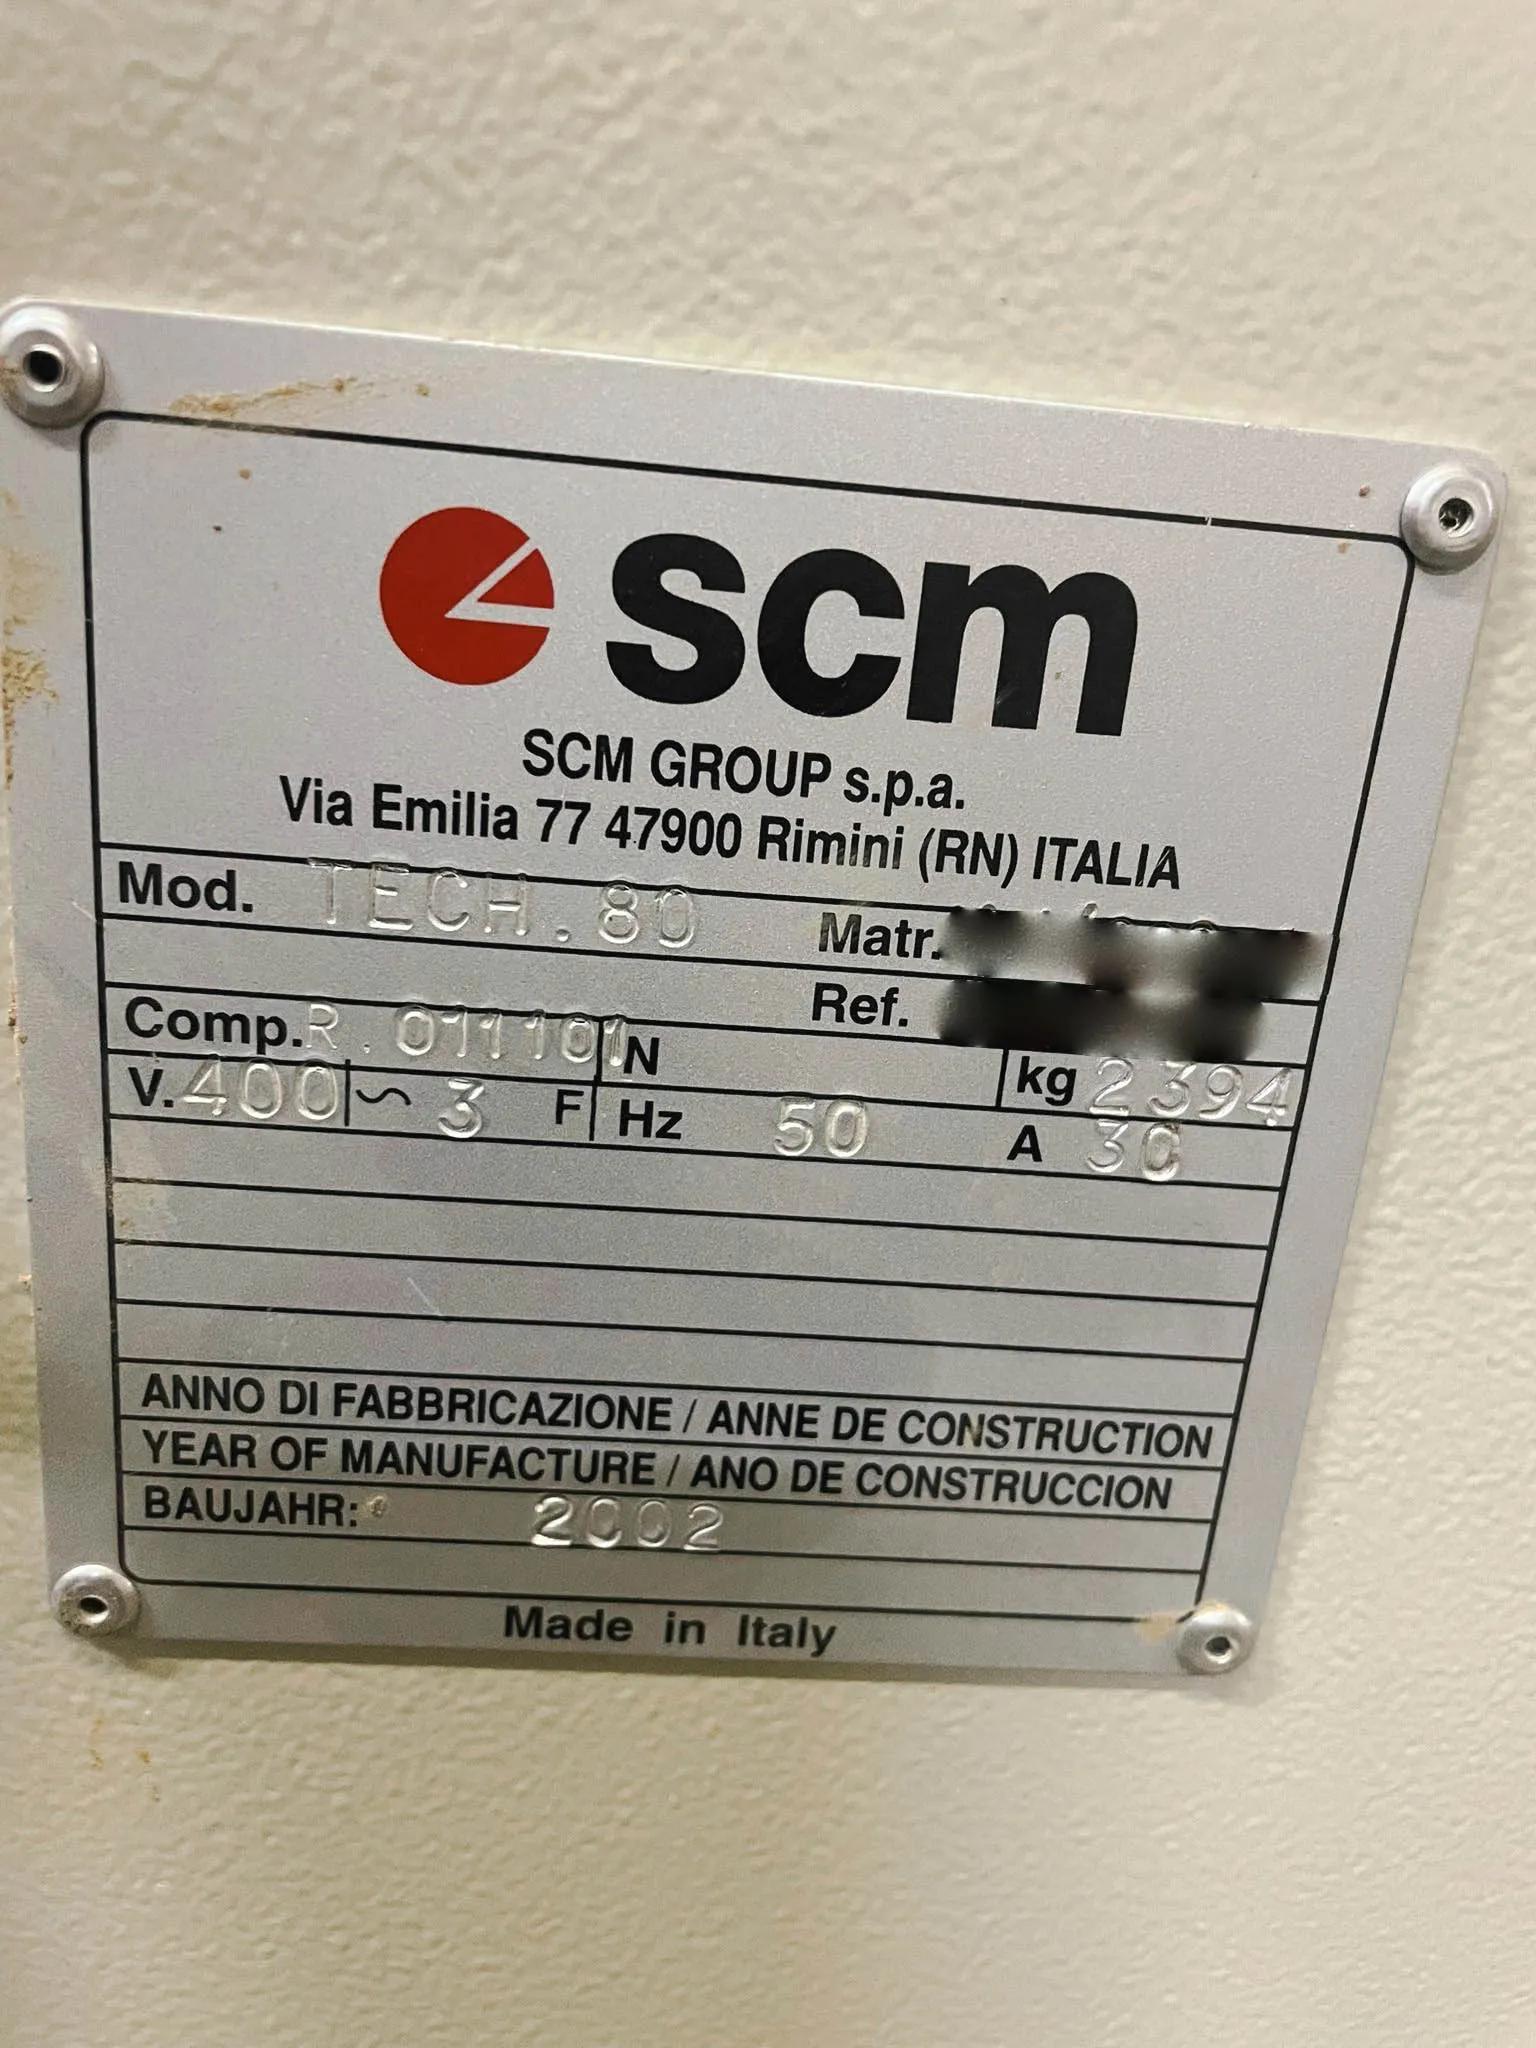 scm
SCM GROUP s.p.a.
Via Emilia 77 47900 Rimini (RN) ITALIA
Mod. TECH.80 Matr.
Ref.
Comp. R.011101 N kg 2394
V. 400 ~ 3 F Hz 50 A 30
ANNO DI FABBRICAZIONE / ANNE DE CONSTRUCTION
YEAR OF MANUFACTURE / ANO DE CONSTRUCCION
BAUJAHR: 2002
Made in Italy